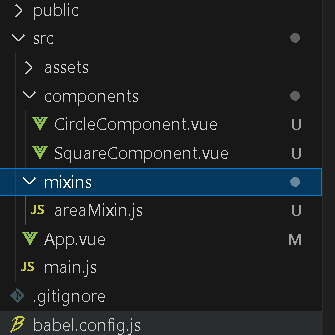 public
src
assets
components
CircleComponent.vue U
SquareComponent.vue U
mixins
JS areaMixin.js U
App.vue M
JS main.js
.gitignore
babel.config.js